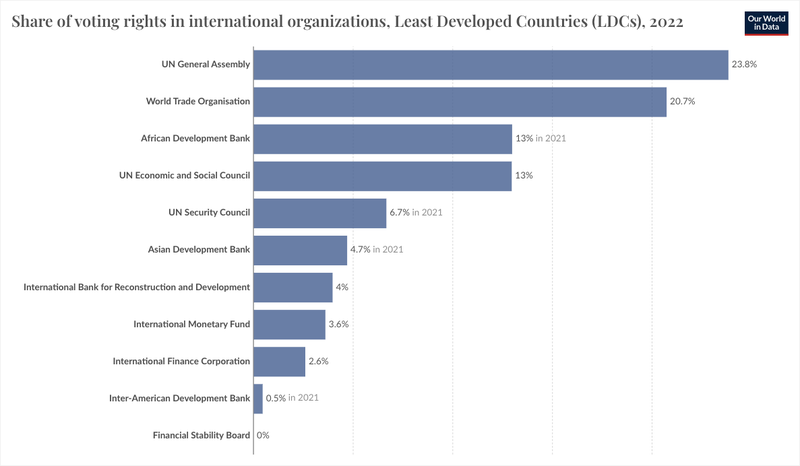 Share of voting rights in international organizations, Least Developed Countries (LDCs), 2022
Our World
in Data
UN General Assembly 23.8%
World Trade Organisation 20.7%
African Development Bank 13% in 2021
UN Economic and Social Council 13%
UN Security Council 6.7% in 2021
Asian Development Bank 4.7% in 2021
International Bank for Reconstruction and Development 4%
International Monetary Fund 3.6%
International Finance Corporation 2.6%
Inter-American Development Bank 0.5% in 2021
Financial Stability Board 0%